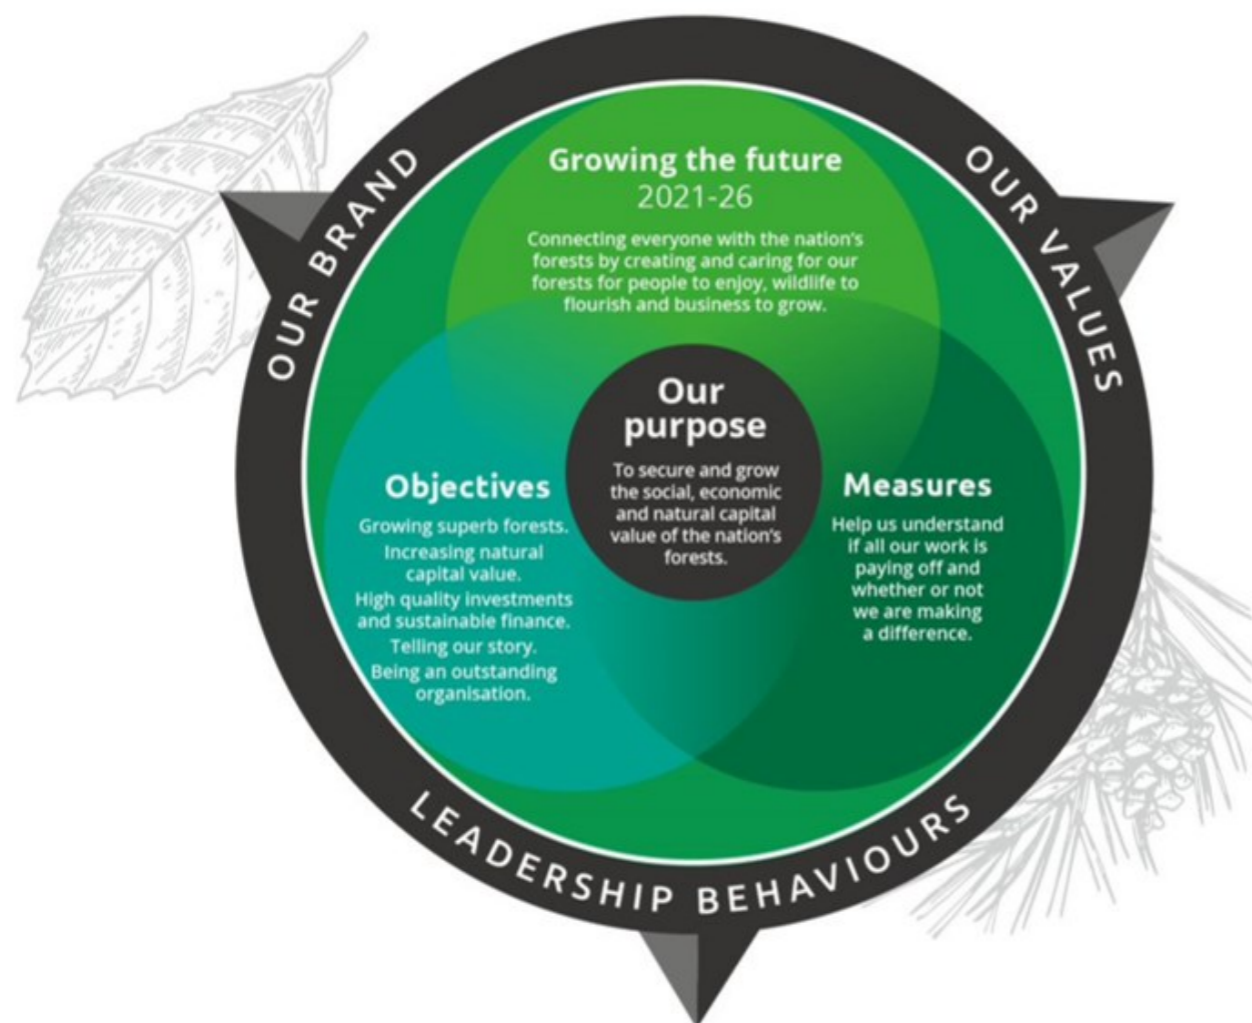 OUR BRAND
OUR VALUES
Growing the future
2021-26
Connecting everyone with the nation's
forests by creating and caring for our
forests for people to enjoy, wildlife to
flourish and business to grow.
Our
purpose
To secure and grow
the social, economic
and natural capital
value of the nation's
forests.
Objectives
Growing superb forests.
Increasing natural
capital value.
High quality investments
and sustainable finance.
Telling our story.
Being an outstanding
organisation.
Measures
Help us understand
if all our work is
paying off and
whether or not
we are making
a difference.
LEADERSHIP BEHAVIOURS